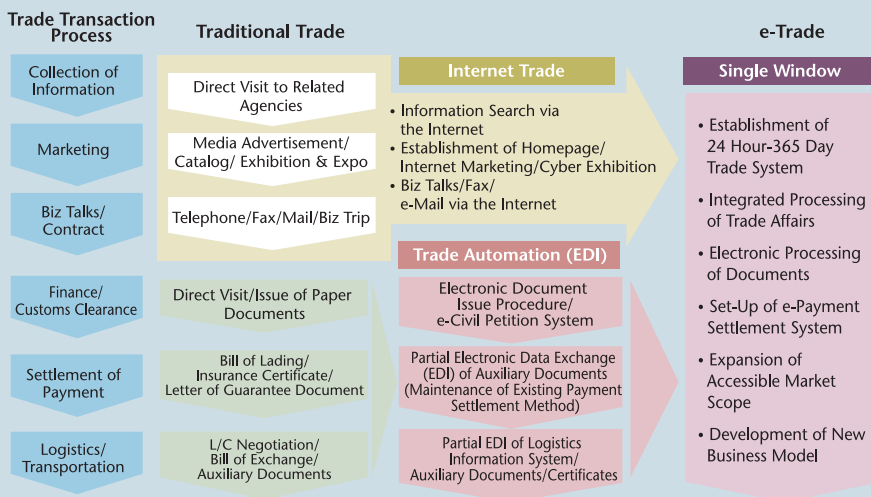 Trade Transaction
Process
Traditional Trade
e-Trade
Collection of
Information
Marketing
Biz Talks/
Contract
Finance/
Customs Clearance
Settlement of
Payment
Logistics/
Transportation
Direct Visit to Related
Agencies
Media Advertisement/
Catalog/ Exhibition & Expo
Telephone/Fax/Mail/Biz Trip
Direct Visit/Issue of Paper
Documents
Bill of Lading/
Insurance Certificate/
Letter of Guarantee Document
L/C Negotiation/
Bill of Exchange/
Auxiliary Documents
Internet Trade
• Information Search via
the Internet
• Establishment of Homepage/
Internet Marketing/Cyber Exhibition
• Biz Talks/Fax/
e-Mail via the Internet
Trade Automation (EDI)
Electronic Document
Issue Procedure/
e-Civil Petition System
Partial Electronic Data Exchange
(EDI) of Auxiliary Documents
(Maintenance of Existing Payment
Settlement Method)
Partial EDI of Logistics
Information System/
Auxiliary Documents/Certificates
Single Window
• Establishment of
24 Hour-365 Day
Trade System
• Integrated Processing
of Trade Affairs
• Electronic Processing
of Documents
• Set-Up of e-Payment
Settlement System
• Expansion of
Accessible Market
Scope
• Development of New
Business Model